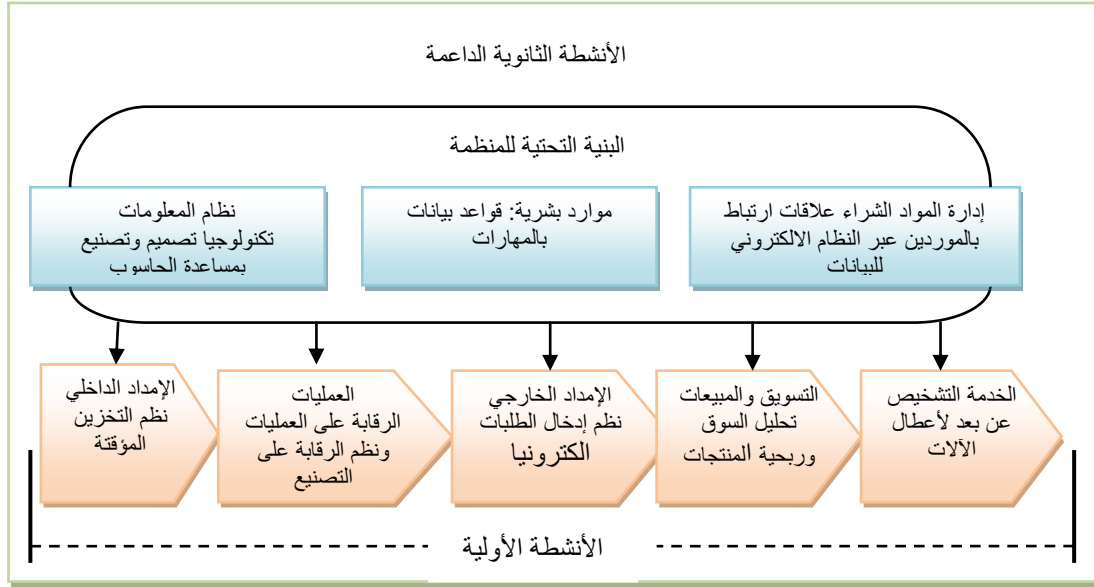 الأنشطة الثانوية الداعمة
البنية التحتية للمنظمة
إدارة المواد الشراء علاقات ارتباط
بالموردين عبر النظام الالكتروني
للبيانات
موارد بشرية: قواعد بيانات
بالمهارات
نظام المعلومات
تكنولوجيا تصميم وتصنيع
بمساعدة الحاسوب
الخدمة التشخيص
عن بعد لأعطال
الآلات
التسويق والمبيعات
تحليل السوق
وربحية المنتجات
الإمداد الخارجي
نظم إدخال الطلبات
الكترونيا
العمليات
الرقابة على العمليات
ونظم الرقابة على
التصنيع
الإمداد الداخلي
نظم التخزين
المؤقتة
الأنشطة الأولية